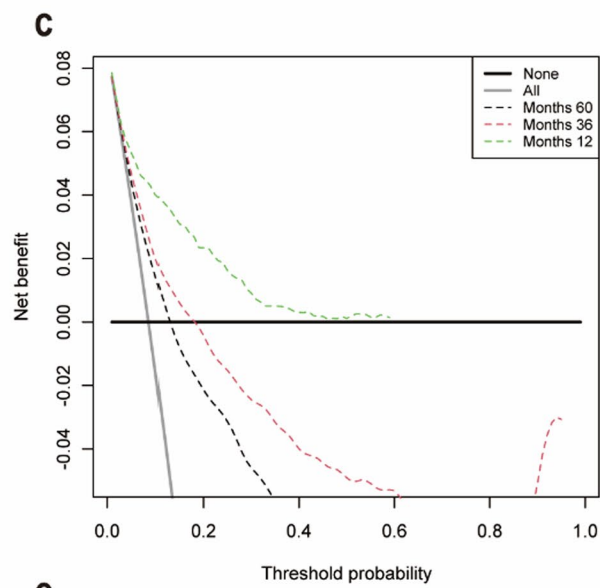 C
None
All
Months 60
Months 36
Months 12
Net benefit
0.08
0.06
0.04
0.02
0.00
-0.02
-0.04
0.0 0.2 0.4 0.6 0.8 1.0
Threshold probability